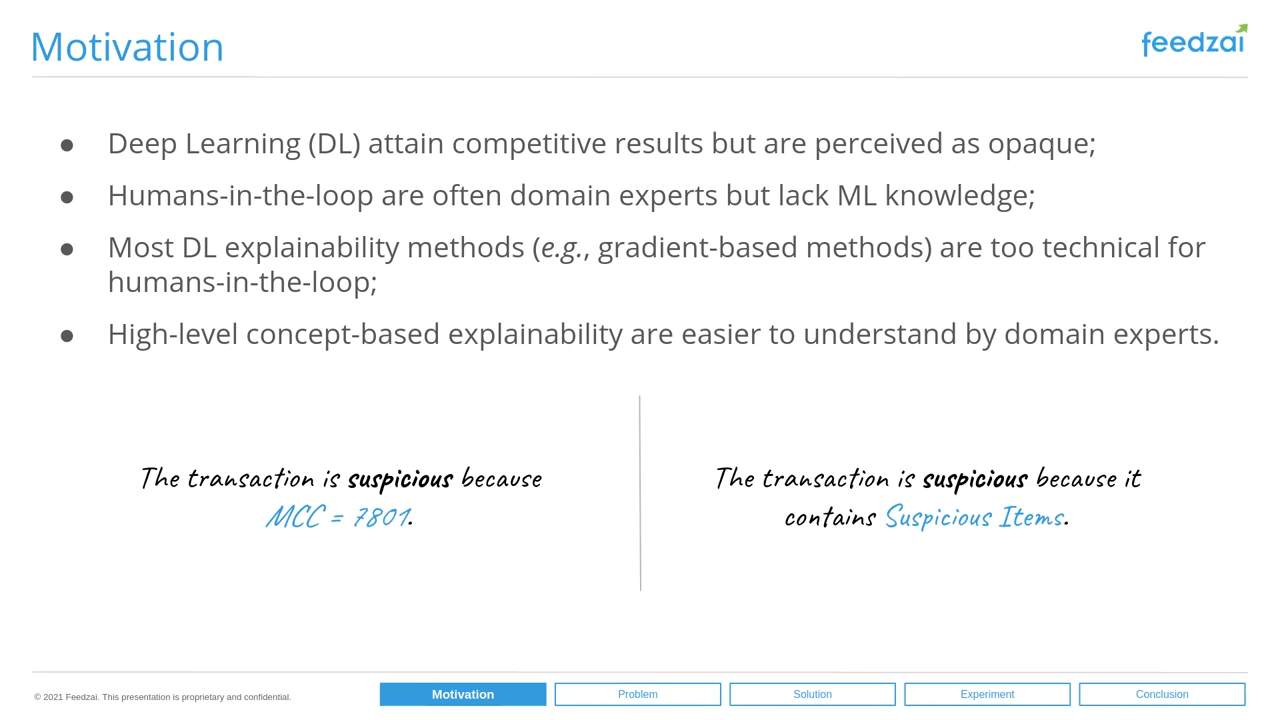 Motivation
feedzai
● Deep Learning (DL) attain competitive results but are perceived as opaque;
● Humans-in-the-loop are often domain experts but lack ML knowledge;
● Most DL explainability methods (e.g., gradient-based methods) are too technical for
humans-in-the-loop;
● High-level concept-based explainability are easier to understand by domain experts.
The transaction is suspicious because
MCC = 7801.
The transaction is suspicious because it
contains Suspicious Items.
© 2021 Feedzai. This presentation is proprietary and confidential.
Motivation
Problem
Solution
Experiment
Conclusion